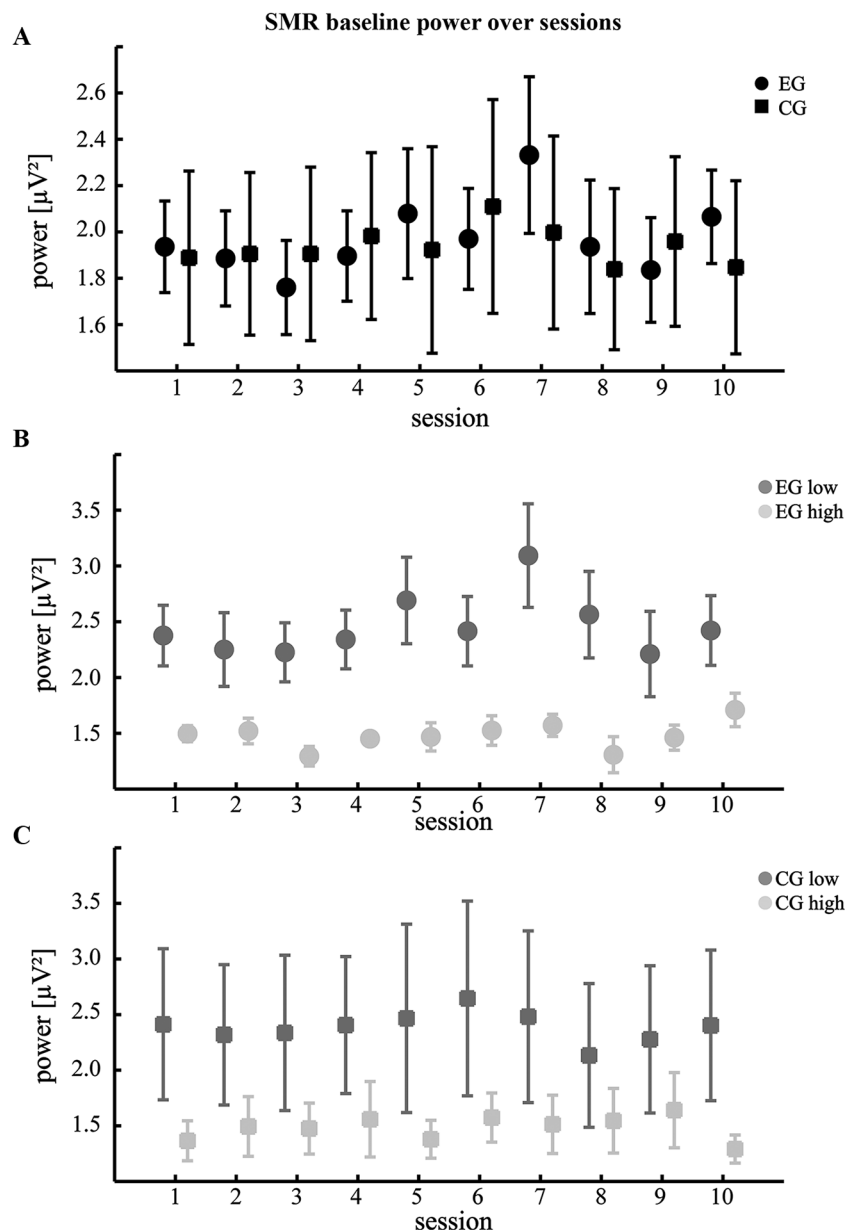 SMR baseline power over sessions
A
EG
CG
power [µV²]
2.6
2.4
2.2
2.0
1.8
1.6
1 2 3 4 5 6 7 8 9 10
session
B
EG low
EG high
power [µV²]
3.5
3.0
2.5
2.0
1.5
1 2 3 4 5 6 7 8 9 10
session
C
CG low
CG high
power [µV²]
3.5
3.0
2.5
2.0
1.5
1 2 3 4 5 6 7 8 9 10
session